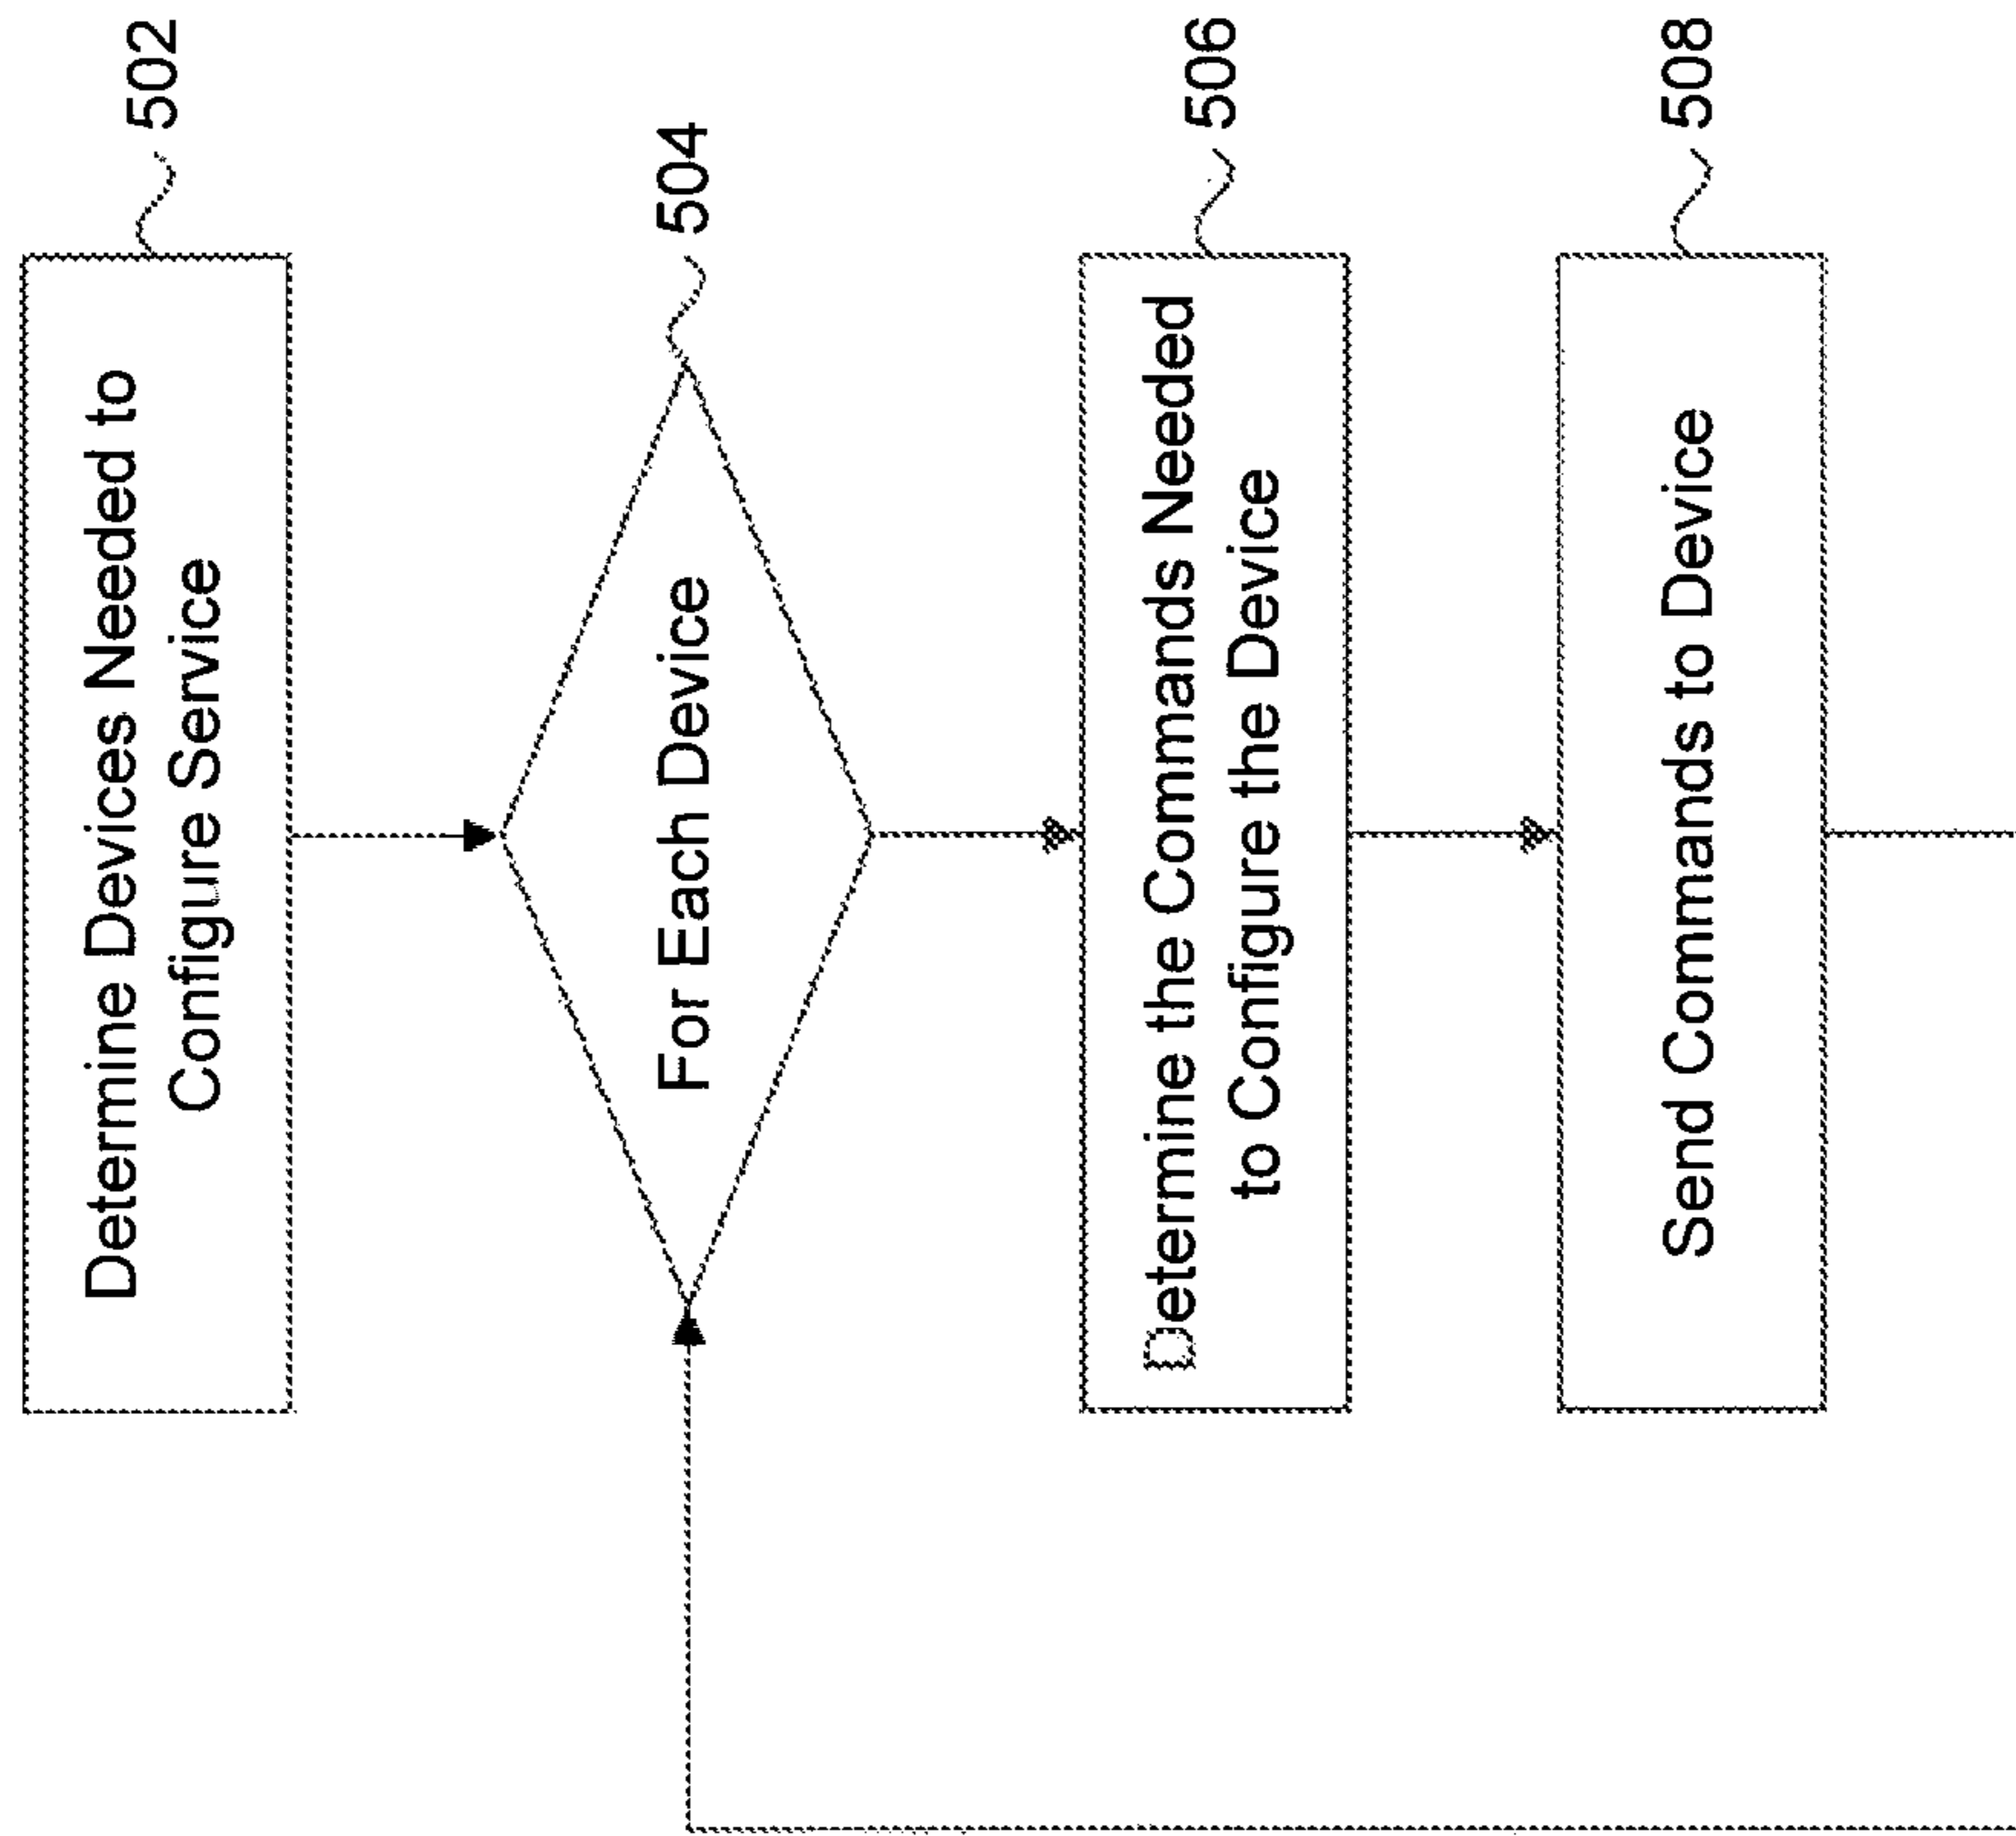 Determine Devices Needed to
Configure Service
502
For Each Device
504
Determine the Commands Needed
to Configure the Device
506
Send Commands to Device
508